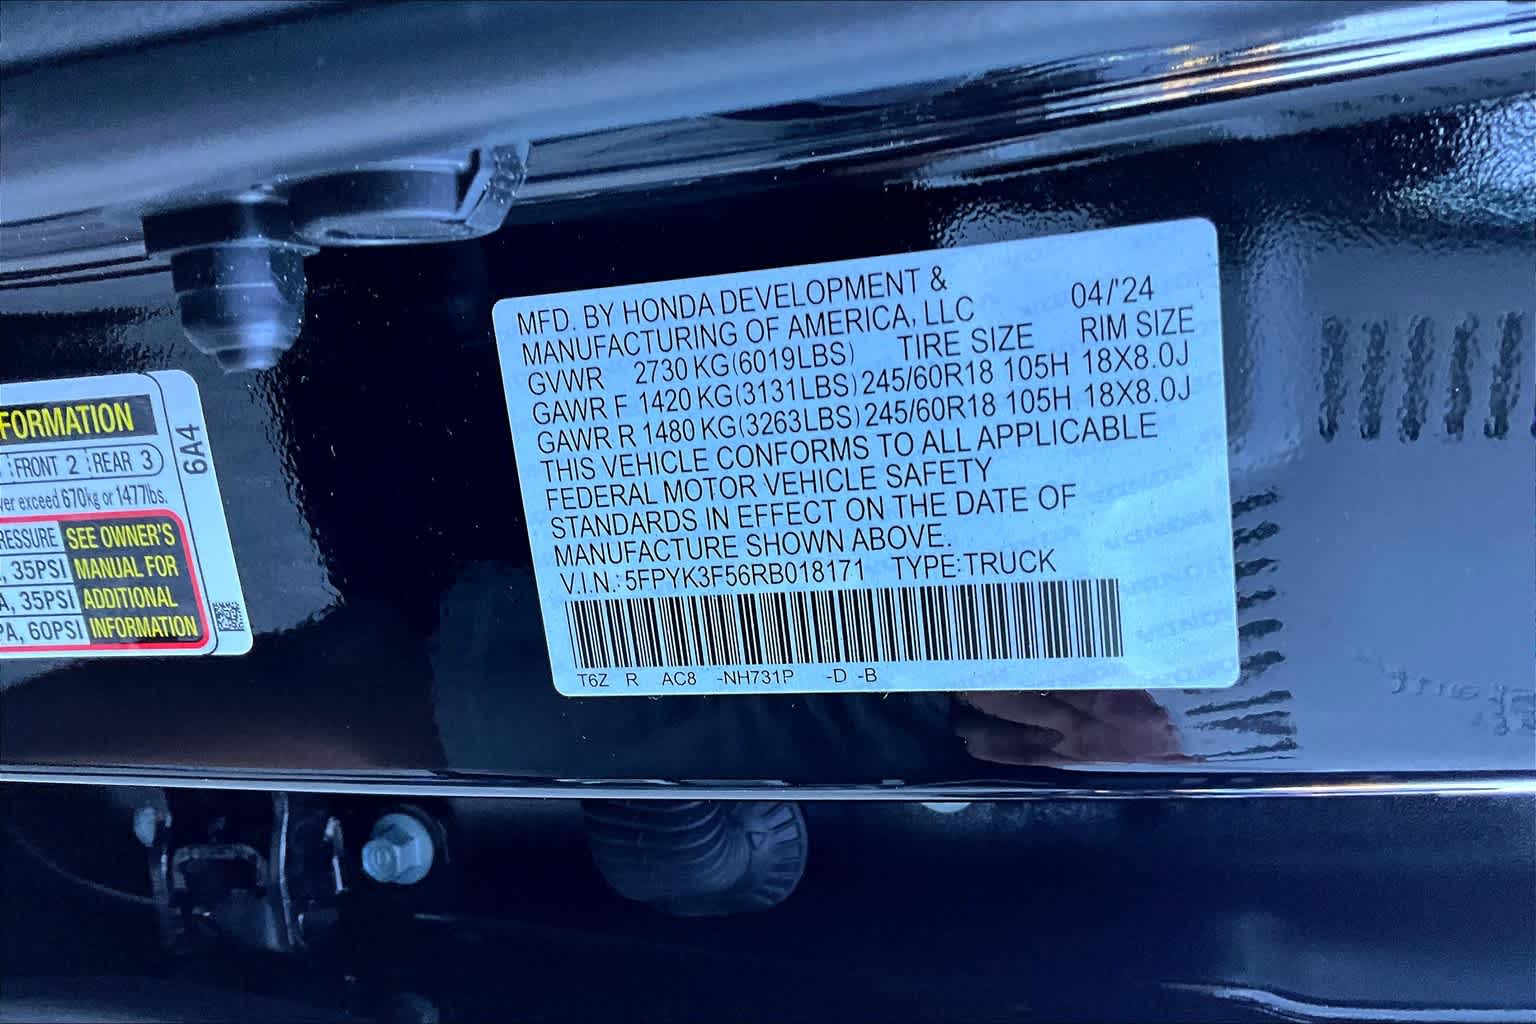 FORMATION
FRONT 2 REAR 3
ver exceed 670kg or 1477lbs.
RESSURE SEE OWNER'S
, 35PSI MANUAL FOR
A, 35PSI ADDITIONAL
PA, 60PSI INFORMATION
6A4
MFD. BY HONDA DEVELOPMENT &
MANUFACTURING OF AMERICA, LLC 04/'24
GVWR 2730 KG(6019LBS) TIRE SIZE RIM SIZE
GAWR F 1420 KG(3131LBS) 245/60R18 105H 18X8.0J
GAWR R 1480 KG(3263LBS) 245/60R18 105H 18X8.0J
THIS VEHICLE CONFORMS TO ALL APPLICABLE
FEDERAL MOTOR VEHICLE SAFETY
STANDARDS IN EFFECT ON THE DATE OF
MANUFACTURE SHOWN ABOVE.
V.I.N.: 5FPYK3F56RB018171 TYPE: TRUCK
T6Z R AC8 -NH731P -D -B